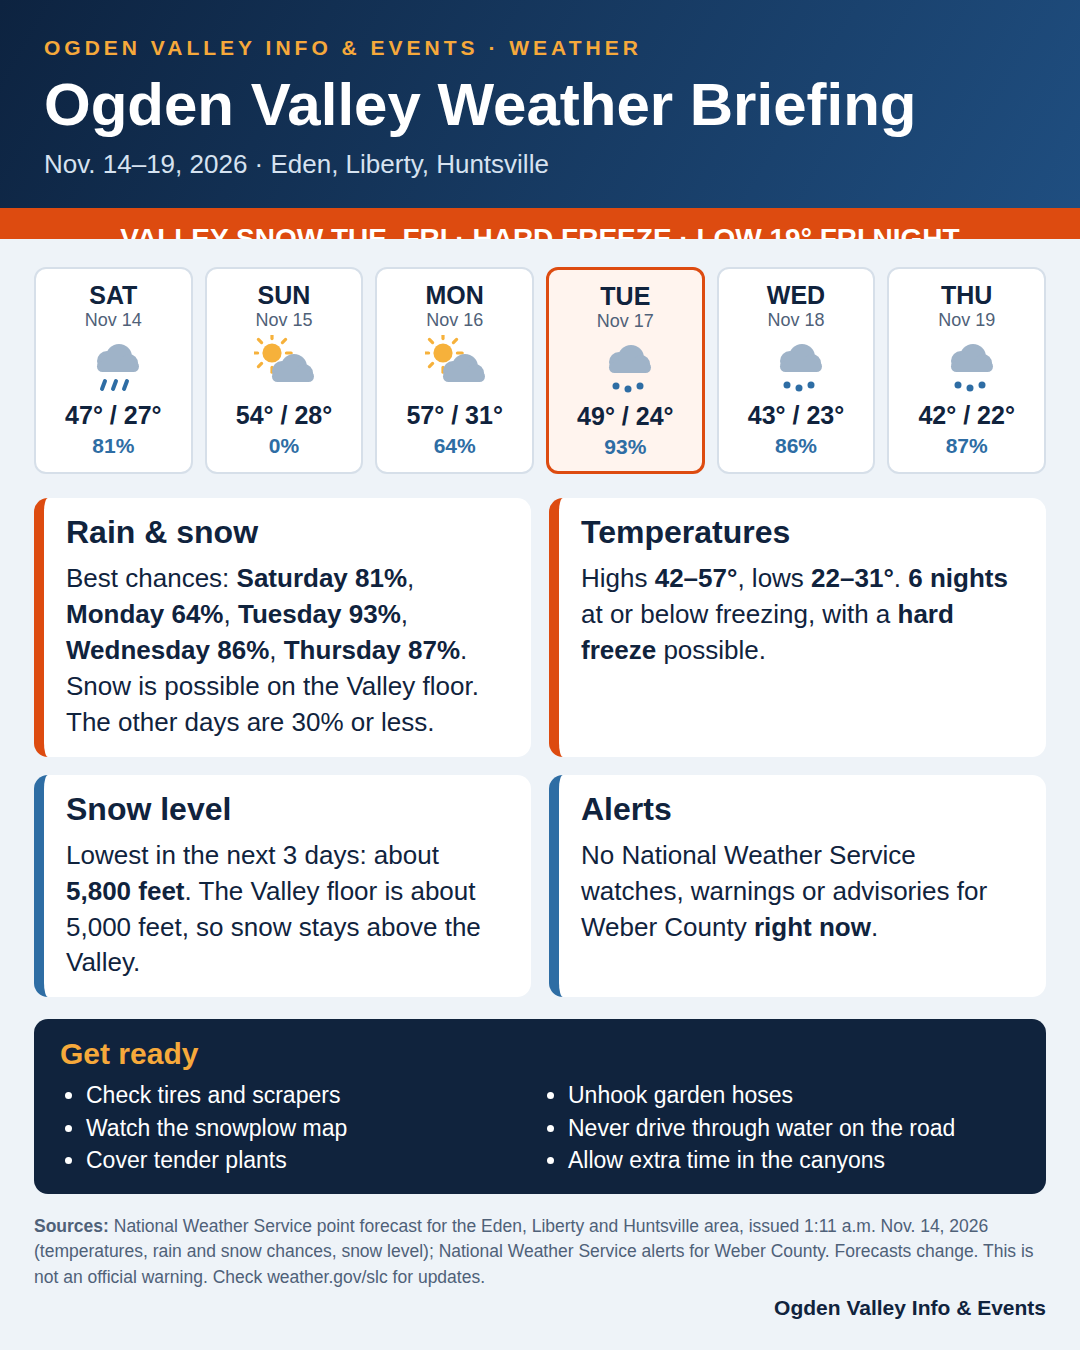 OGDEN VALLEY INFO & EVENTS · WEATHER
Ogden Valley Weather Briefing
Nov. 14–19, 2026 · Eden, Liberty, Huntsville
VALLEY SNOW TUE–FRI · HARD FREEZE · LOW 19° FRI NIGHT
SAT
Nov 14
47° / 27°
81%
SUN
Nov 15
54° / 28°
0%
MON
Nov 16
57° / 31°
64%
TUE
Nov 17
49° / 24°
93%
WED
Nov 18
43° / 23°
86%
THU
Nov 19
42° / 22°
87%
Rain & snow
Best chances: Saturday 81%,
Monday 64%, Tuesday 93%,
Wednesday 86%, Thursday 87%.
Snow is possible on the Valley floor.
The other days are 30% or less.
Temperatures
Highs 42–57°, lows 22–31°. 6 nights
at or below freezing, with a hard
freeze possible.
Snow level
Lowest in the next 3 days: about
5,800 feet. The Valley floor is about
5,000 feet, so snow stays above the
Valley.
Alerts
No National Weather Service
watches, warnings or advisories for
Weber County right now.
Get ready
• Check tires and scrapers
• Watch the snowplow map
• Cover tender plants
• Unhook garden hoses
• Never drive through water on the road
• Allow extra time in the canyons
Sources: National Weather Service point forecast for the Eden, Liberty and Huntsville area, issued 1:11 a.m. Nov. 14, 2026
(temperatures, rain and snow chances, snow level); National Weather Service alerts for Weber County. Forecasts change. This is
not an official warning. Check weather.gov/slc for updates.
Ogden Valley Info & Events